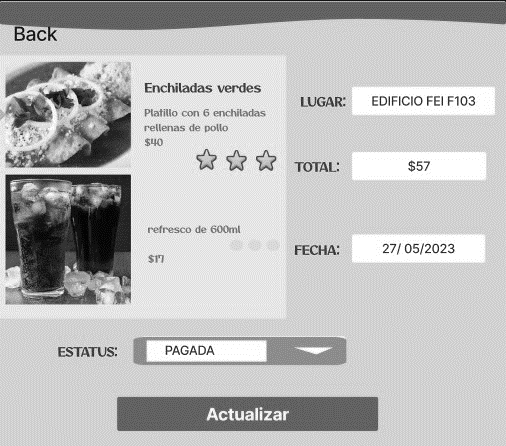 Back
Enchiladas verdes
Platillo con 6 enchiladas
rellenas de pollo
$40
refresco de 600ml
$17
LUGAR: EDIFICIO FEI F103
TOTAL: $57
FECHA: 27/ 05/2023
ESTATUS: PAGADA
Actualizar